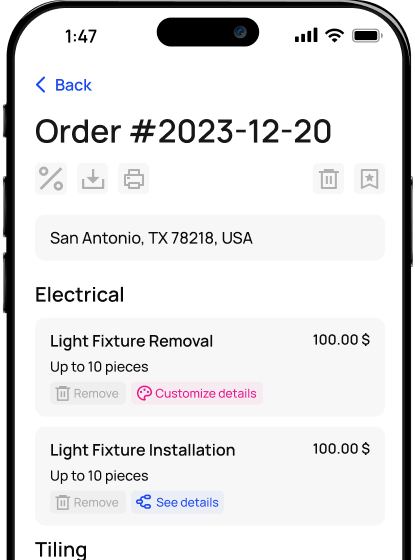 1:47
Back
Order #2023-12-20
San Antonio, TX 78218, USA
Electrical
Light Fixture Removal 100.00 $
Up to 10 pieces
Remove Customize details
Light Fixture Installation 100.00 $
Up to 10 pieces
Remove See details
Tiling